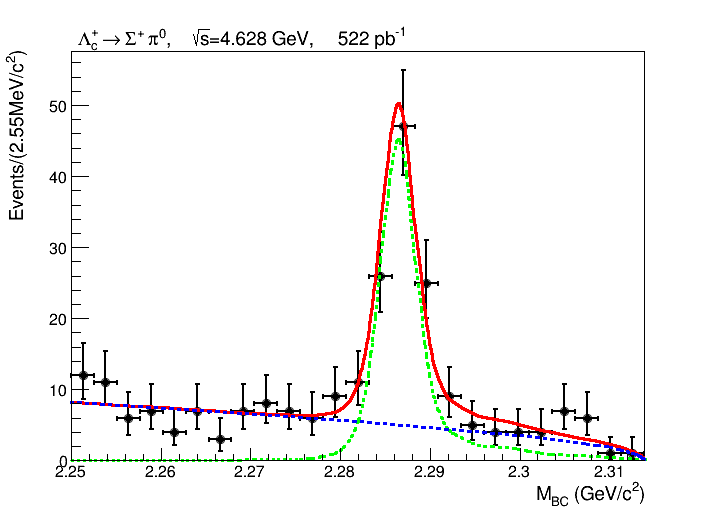 Λc+ → Σ+ π0, √s=4.628 GeV, 522 pb-1
Events/(2.55MeV/c2)
50
40
30
20
10
0
2.25 2.26 2.27 2.28 2.29 2.3 2.31
MBC (GeV/c2)